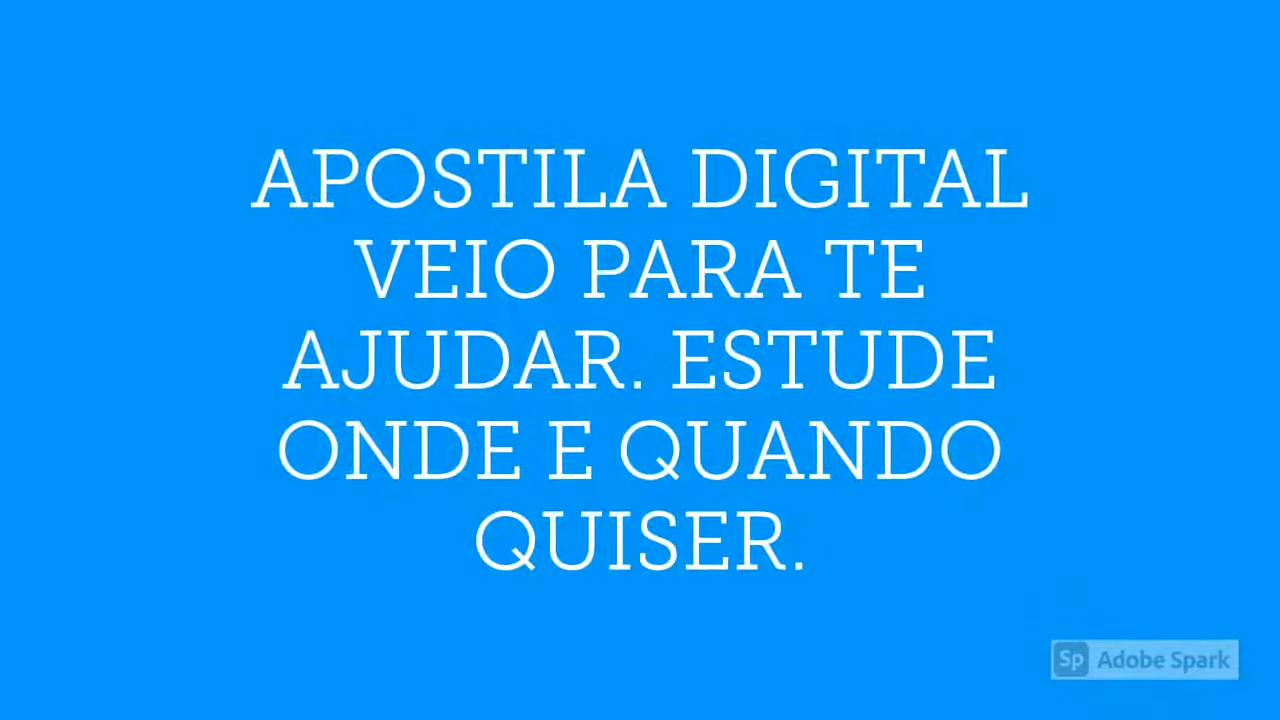 APOSTILA DIGITAL
VEIO PARA TE
AJUDAR. ESTUDE
ONDE E QUANDO
QUISER.
Sp Adobe Spark